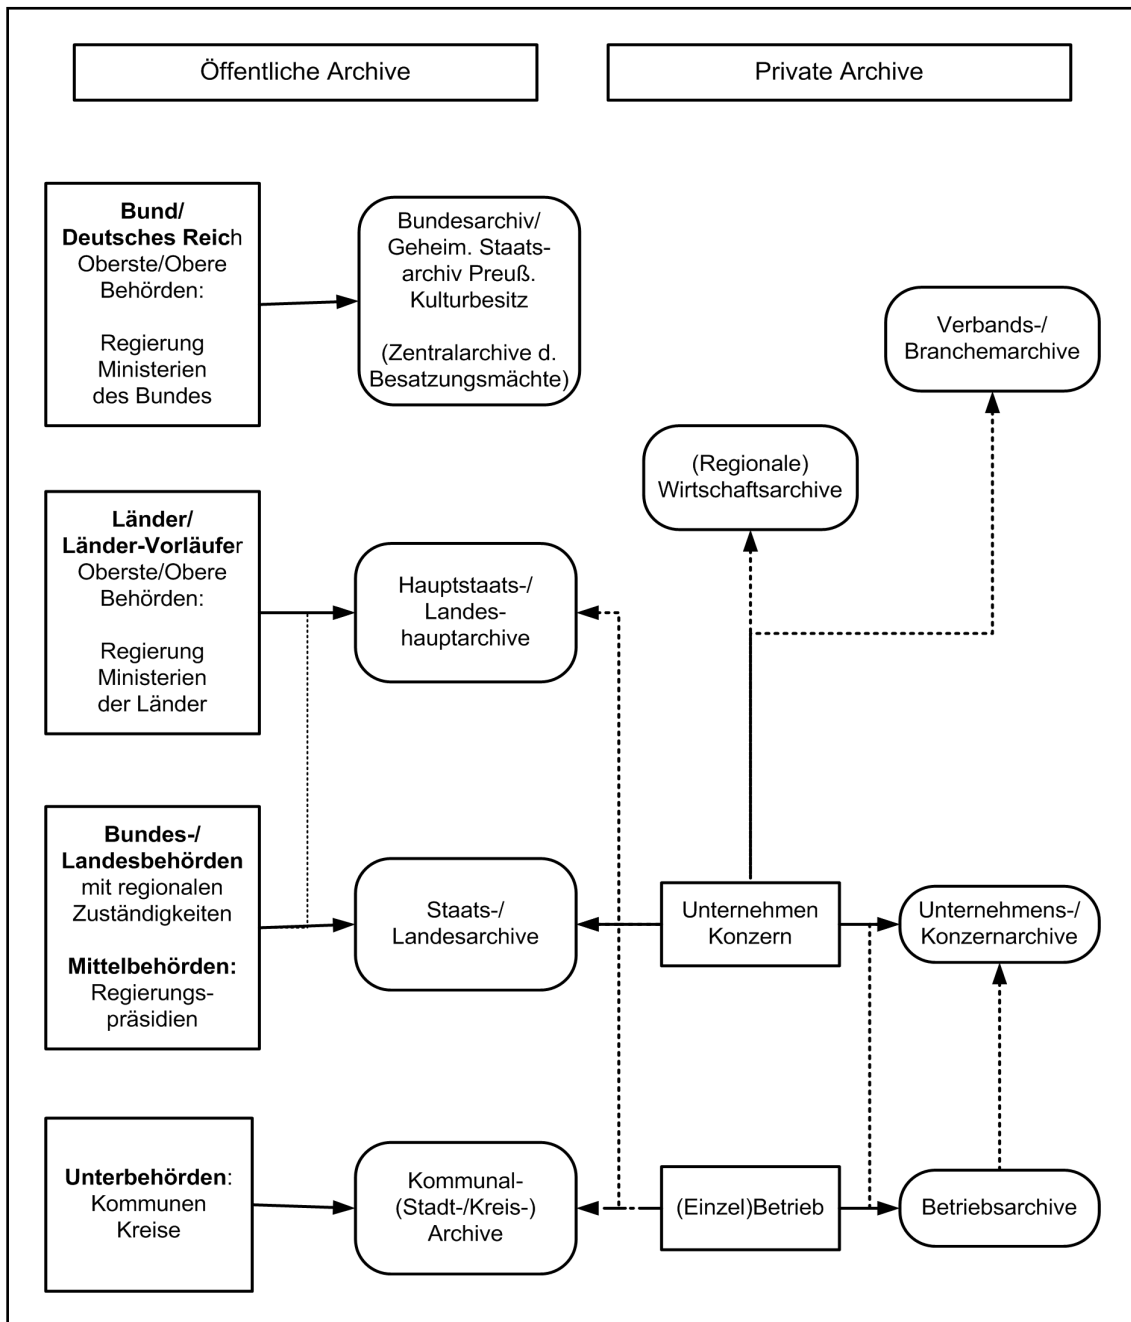 Öffentliche Archive
Private Archive
Bund/
Deutsches Reich
Oberste/Obere
Behörden:
Regierung
Ministerien
des Bundes
Bundesarchiv/
Geheim. Staats-
archiv Preuß.
Kulturbesitz
(Zentralarchive d.
Besatzungsmächte)
Verbands-/
Branchemarchive
(Regionale)
Wirtschaftsarchive
Länder/
Länder-Vorläufer
Oberste/Obere
Behörden:
Regierung
Ministerien
der Länder
Hauptstaats-/
Landes-
hauptarchive
Bundes-/
Landesbehörden
mit regionalen
Zuständigkeiten
Mittelbehörden:
Regierungs-
präsidien
Staats-/
Landesarchive
Unternehmen
Konzern
Unternehmens-/
Konzernarchive
Unterbehörden:
Kommunen
Kreise
Kommunal-
(Stadt-/Kreis-)
Archive
(Einzel)Betrieb
Betriebsarchive